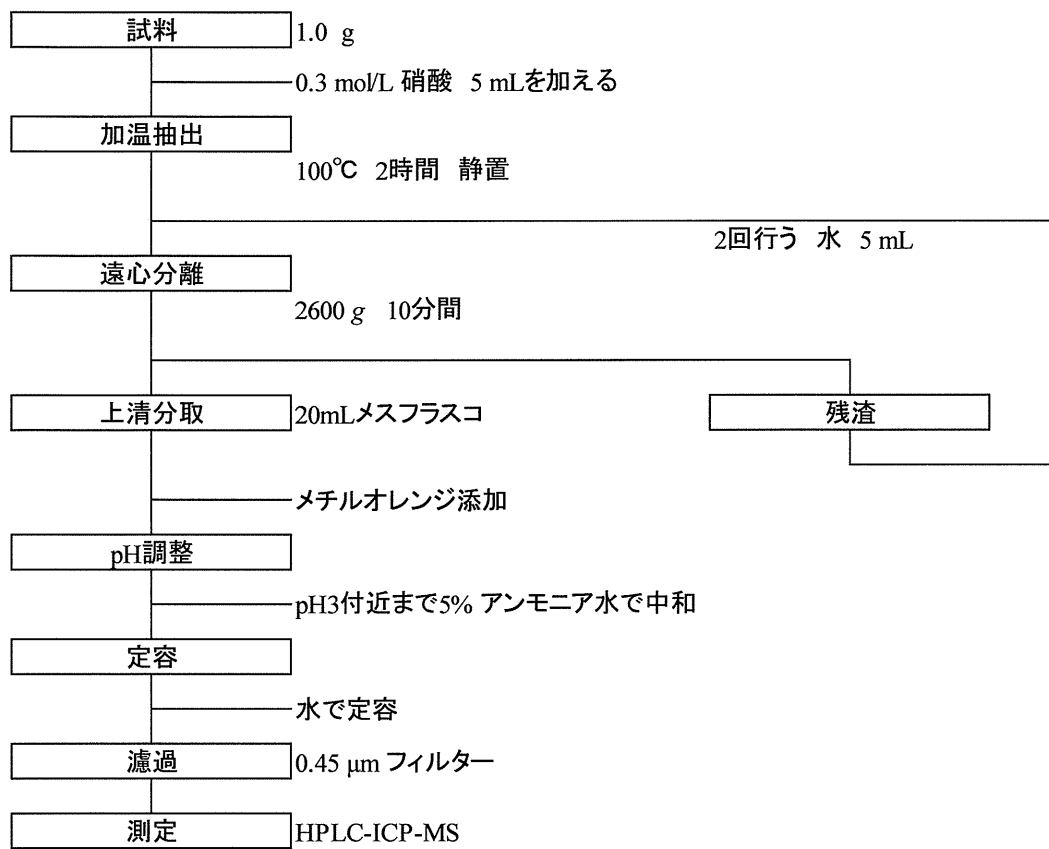 試料 1.0 g
0.3 mol/L 硝酸 5 mLを加える
加温抽出
100℃ 2時間 静置
2回行う 水 5 mL
遠心分離
2600 g 10分間
上清分取 20mLメスフラスコ 残渣
メチルオレンジ添加
pH調整
pH3付近まで5% アンモニア水で中和
定容
水で定容
濾過 0.45 μm フィルター
測定 HPLC-ICP-MS